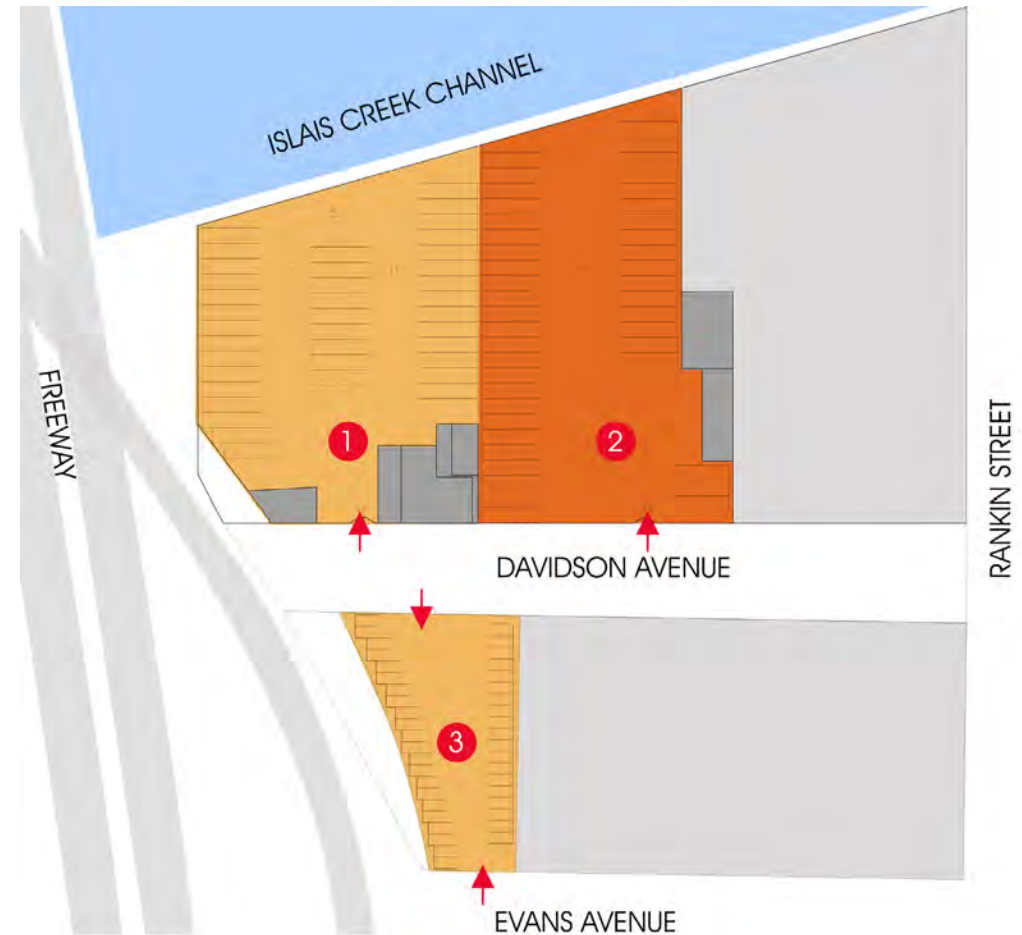 ISLAIS CREEK CHANNEL
FREEWAY
1
2
RANKIN STREET
DAVIDSON AVENUE
3
EVANS AVENUE